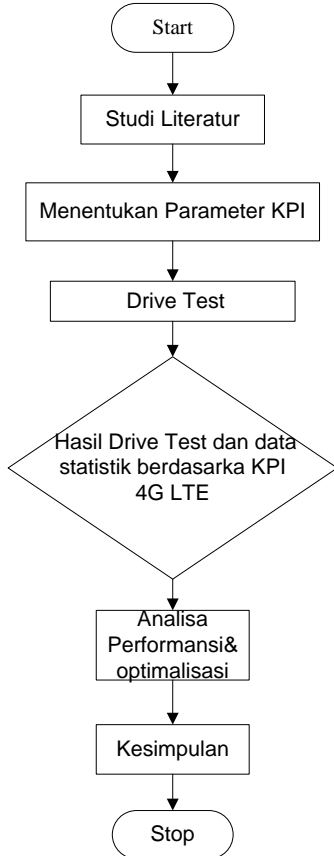 Start
Studi Literatur
Menentukan Parameter KPI
Drive Test
Hasil Drive Test dan data
statistik berdasarka KPI
4G LTE
Analisa
Performansi&
optimalisasi
Kesimpulan
Stop